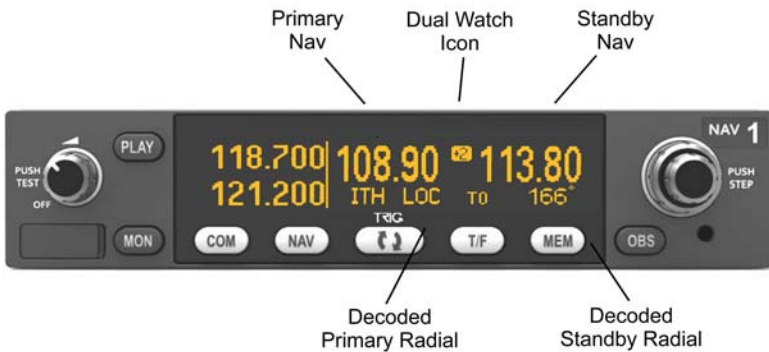 Primary Nav
Dual Watch Icon
Standby Nav
PUSH TEST
OFF
PLAY
MON
118.700
121.200
108.90
+2
113.80
ITH LOC
TO 166°
TRIG
COM
NAV
T/F
MEM
OBS
NAV 1
PUSH STEP
Decoded Primary Radial
Decoded Standby Radial